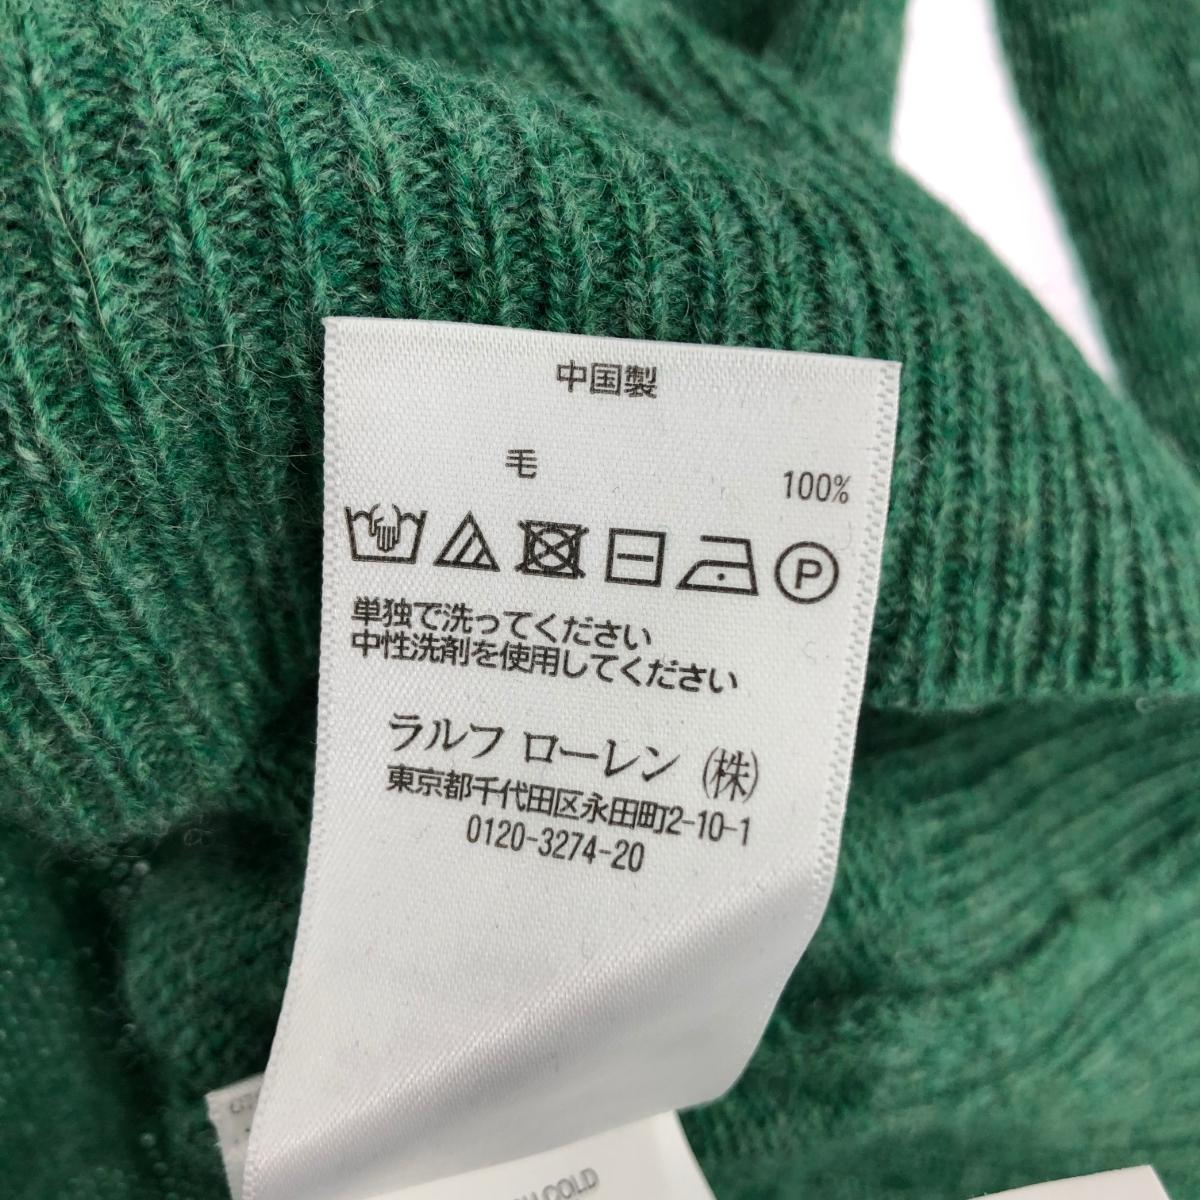 中国製
毛 100%
P
単独で洗ってください
中性洗剤を使用してください
ラルフ ローレン (株)
東京都千代田区永田町2-10-1
0120-3274-20
COLD